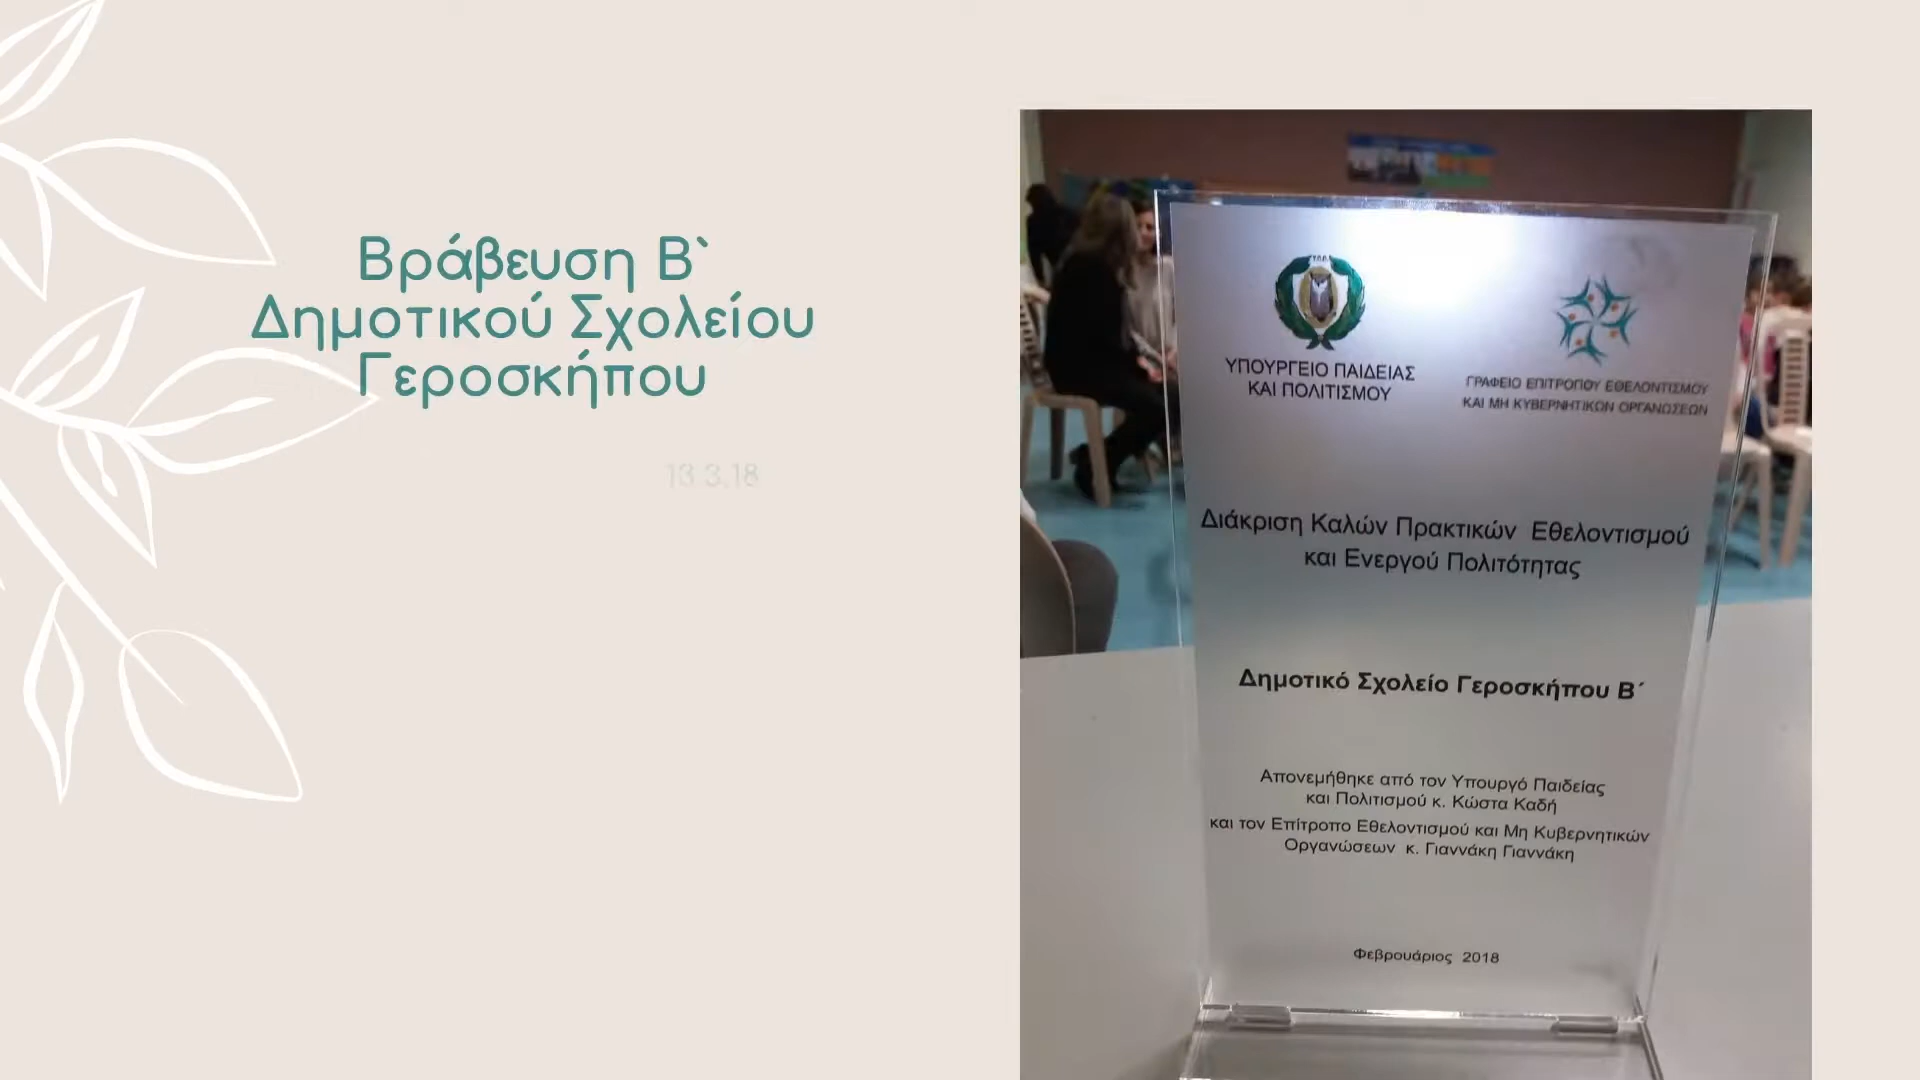 Βράβευση Β`
Δημοτικού Σχολείου
Γεροσκήπου
13.3.18
ΥΠΟΥΡΓΕΙΟ ΠΑΙΔΕΙΑΣ
ΚΑΙ ΠΟΛΙΤΙΣΜΟΥ
ΓΡΑΦΕΙΟ ΕΠΙΤΡΟΠΟΥ ΕΘΕΛΟΝΤΙΣΜΟΥ
ΚΑΙ ΜΗ ΚΥΒΕΡΝΗΤΙΚΩΝ ΟΡΓΑΝΩΣΕΩΝ
Διάκριση Καλών Πρακτικών Εθελοντισμού
και Ενεργού Πολιτότητας
Δημοτικό Σχολείο Γεροσκήπου Β΄
Απονεμήθηκε από τον Υπουργό Παιδείας
και Πολιτισμού κ. Κώστα Καδή
και τον Επίτροπο Εθελοντισμού και Μη Κυβερνητικών
Οργανώσεων κ. Γιαννάκη Γιαννάκη
Φεβρουάριος 2018